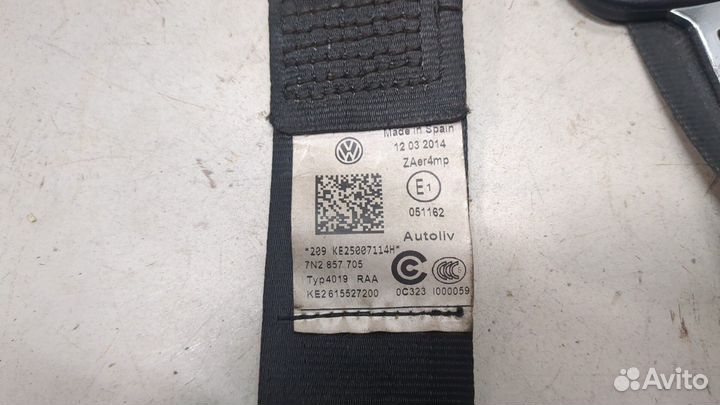 Made in Spain
12 03 2014
ZAer4mp
E1
051162
Autoliv
*209 KE25007114H*
7N2 857 705
Typ4019 RAA
KE2615527200
0C323 I000059
Avito